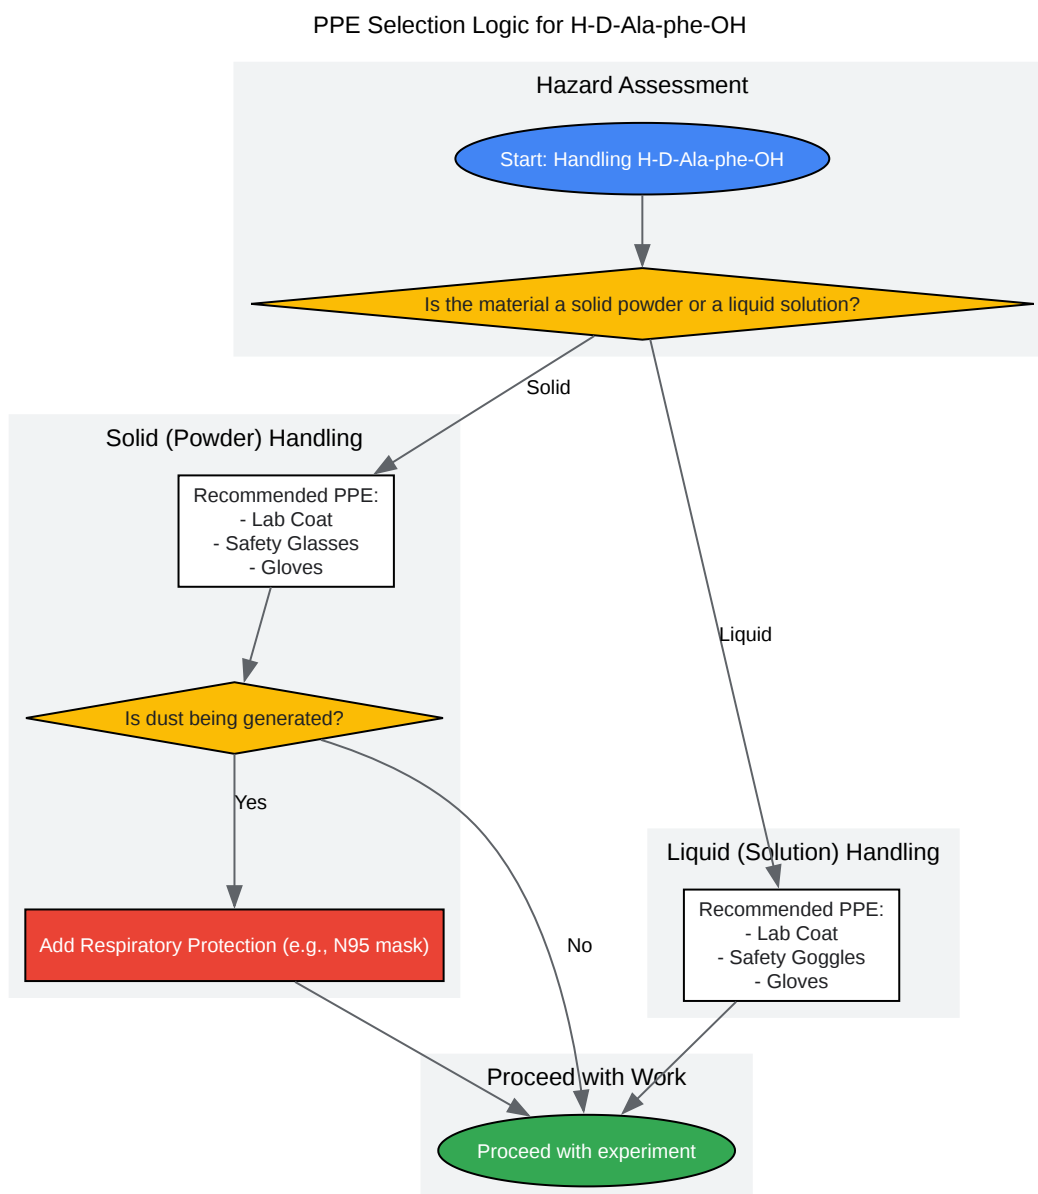 PPE Selection Logic for H-D-Ala-phe-OH
Hazard Assessment
Start: Handling H-D-Ala-phe-OH
Is the material a solid powder or a liquid solution?
Solid
Solid (Powder) Handling
Recommended PPE:
- Lab Coat
- Safety Glasses
- Gloves
Liquid
Is dust being generated?
Yes
Liquid (Solution) Handling
Recommended PPE:
- Lab Coat
- Safety Goggles
- Gloves
Add Respiratory Protection (e.g., N95 mask)
No
Proceed with Work
Proceed with experiment